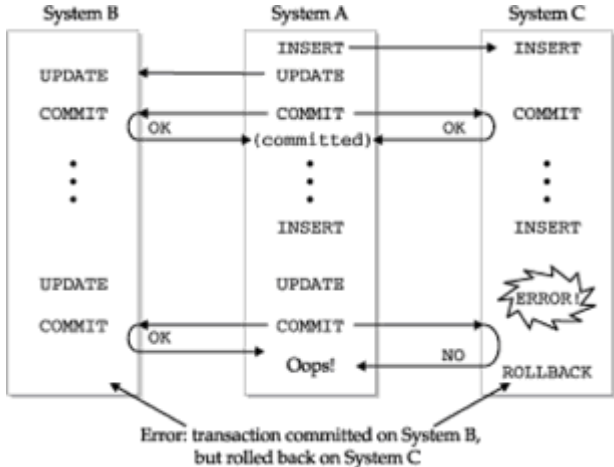 System B System A System C
INSERT INSERT
UPDATE UPDATE
COMMIT COMMIT COMMIT
OK (committed) OK
INSERT INSERT
UPDATE UPDATE
ERROR!
COMMIT COMMIT
OK Oops! NO
ROLLBACK
Error: transaction committed on System B,
but rolled back on System C